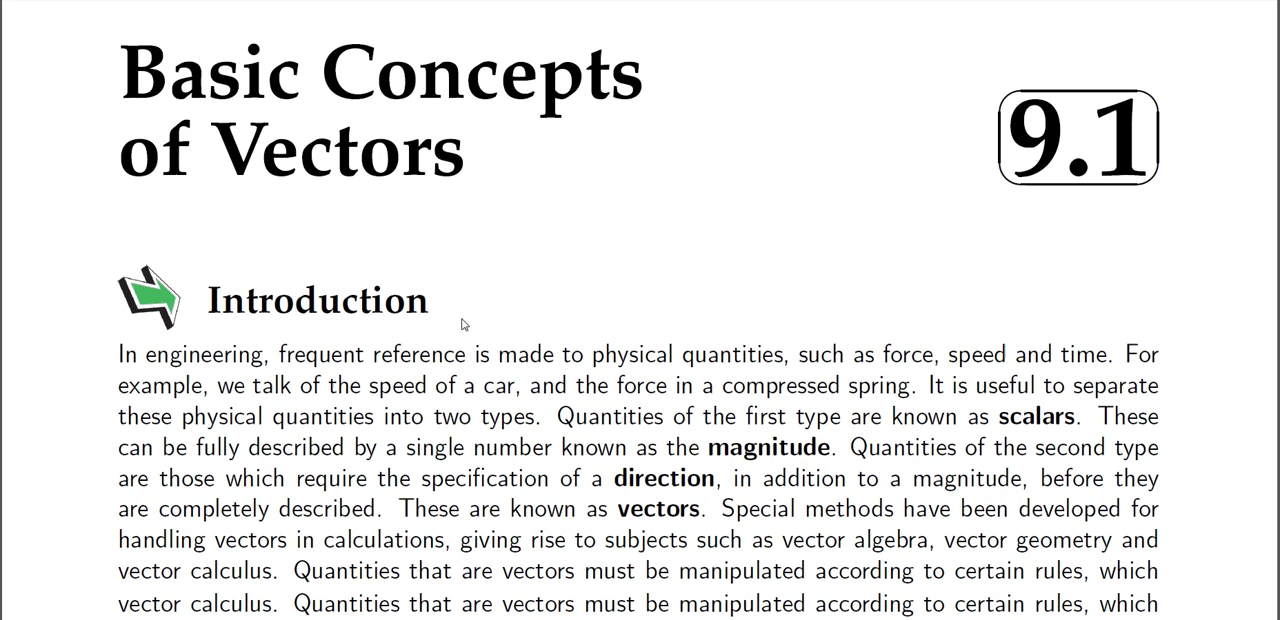 Basic Concepts
of Vectors
9.1
Introduction
In engineering, frequent reference is made to physical quantities, such as force, speed and time. For
example, we talk of the speed of a car, and the force in a compressed spring. It is useful to separate
these physical quantities into two types. Quantities of the first type are known as scalars. These
can be fully described by a single number known as the magnitude. Quantities of the second type
are those which require the specification of a direction, in addition to a magnitude, before they
are completely described. These are known as vectors. Special methods have been developed for
handling vectors in calculations, giving rise to subjects such as vector algebra, vector geometry and
vector calculus. Quantities that are vectors must be manipulated according to certain rules, which
vector calculus. Quantities that are vectors must be manipulated according to certain rules, which